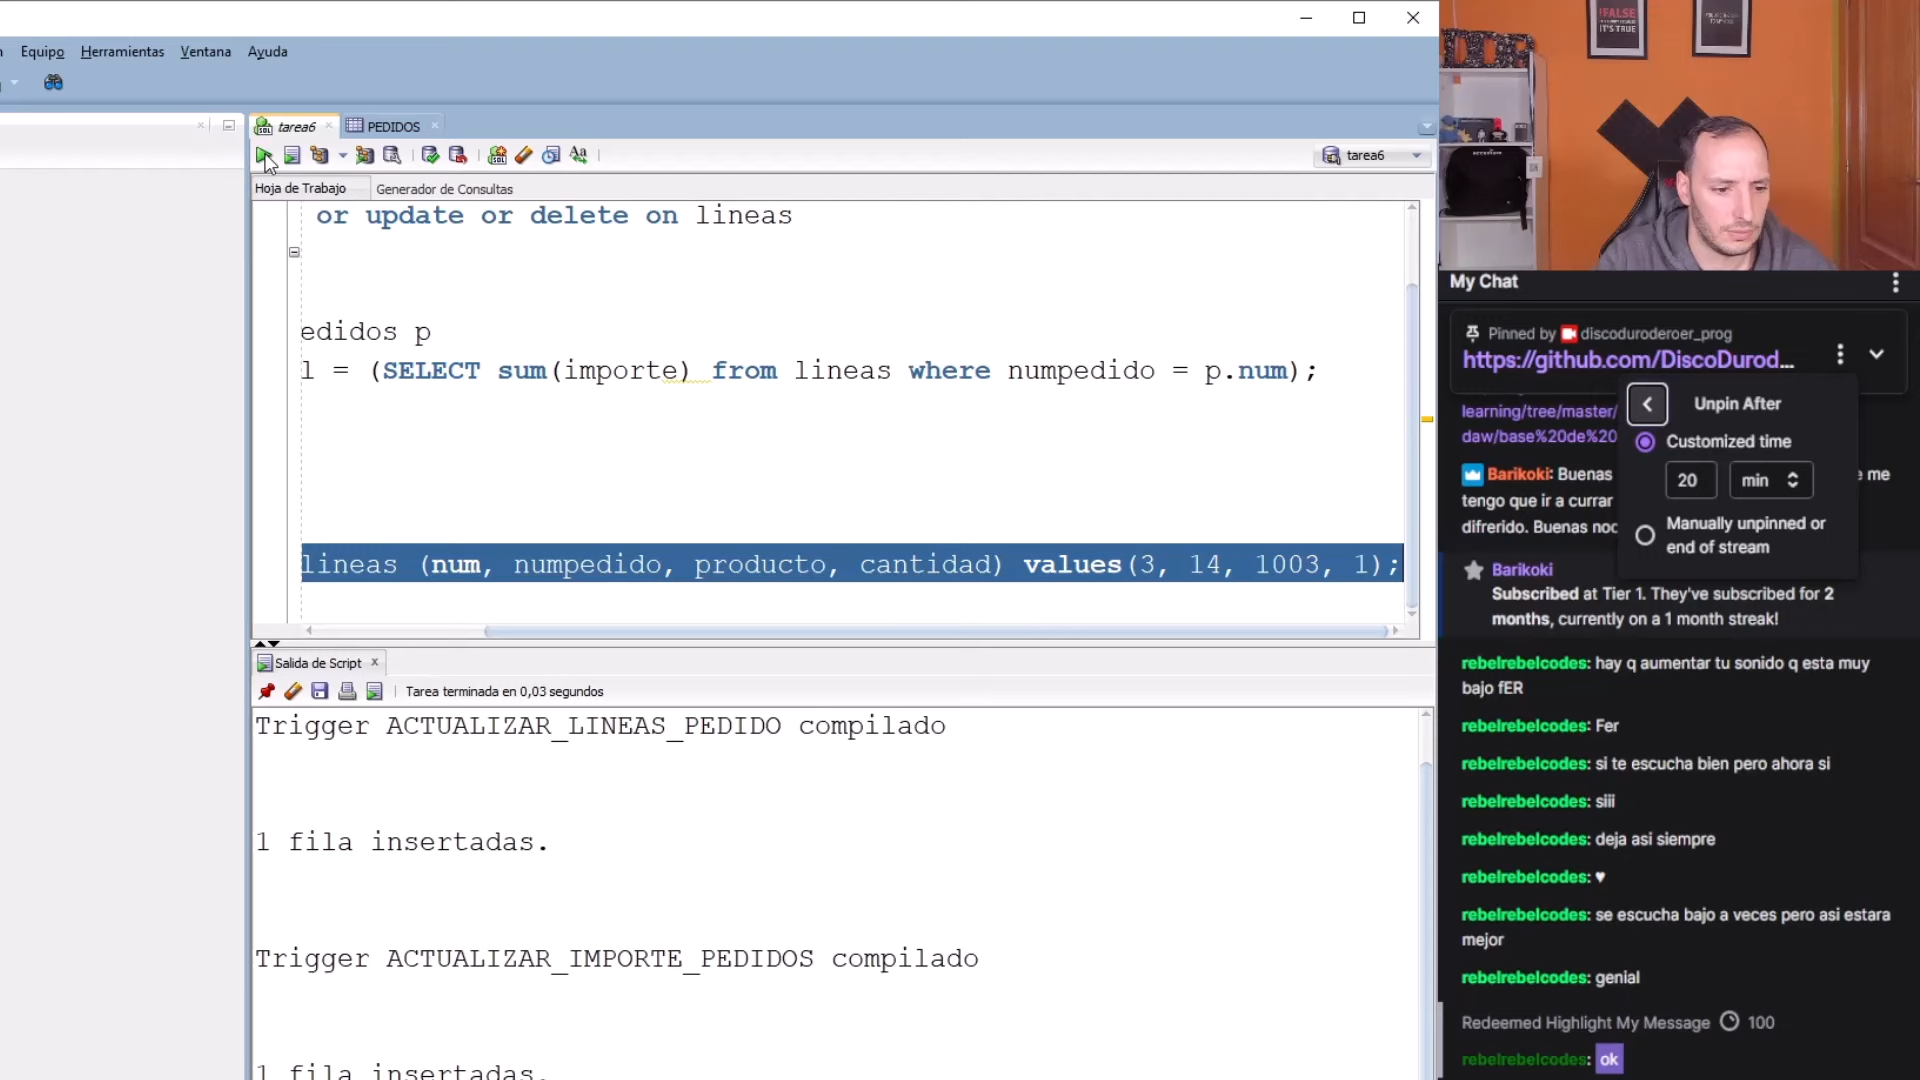 Equipo Herramientas Ventana Ayuda
tarea6 PEDIDOS
tarea6
Hoja de Trabajo Generador de Consultas
or update or delete on lineas
edidos p
l = (SELECT sum(importe) from lineas where numpedido = p.num);
lineas (num, numpedido, producto, cantidad) values(3, 14, 1003, 1);
Salida de Script
Tarea terminada en 0,03 segundos
Trigger ACTUALIZAR_LINEAS_PEDIDO compilado
1 fila insertadas.
Trigger ACTUALIZAR_IMPORTE_PEDIDOS compilado
1 fila insertadas.
!FALSE
IT'S TRUE
My Chat
Pinned by discoduroderoer_prog
https://github.com/DiscoDurod...
learning/tree/master/
daw/base%20de%20
Unpin After
Customized time
20 min
Manually unpinned or
end of stream
Barikoki: Buenas
me
tengo que ir a currar
difrerido. Buenas noc
Barikoki
Subscribed at Tier 1. They've subscribed for 2
months, currently on a 1 month streak!
rebelrebelcodes: hay q aumentar tu sonido q esta muy
bajo fER
rebelrebelcodes: Fer
rebelrebelcodes: si te escucha bien pero ahora si
rebelrebelcodes: siii
rebelrebelcodes: deja asi siempre
rebelrebelcodes: ♥
rebelrebelcodes: se escucha bajo a veces pero asi estara
mejor
rebelrebelcodes: genial
Redeemed Highlight My Message 100
rebelrebelcodes: ok